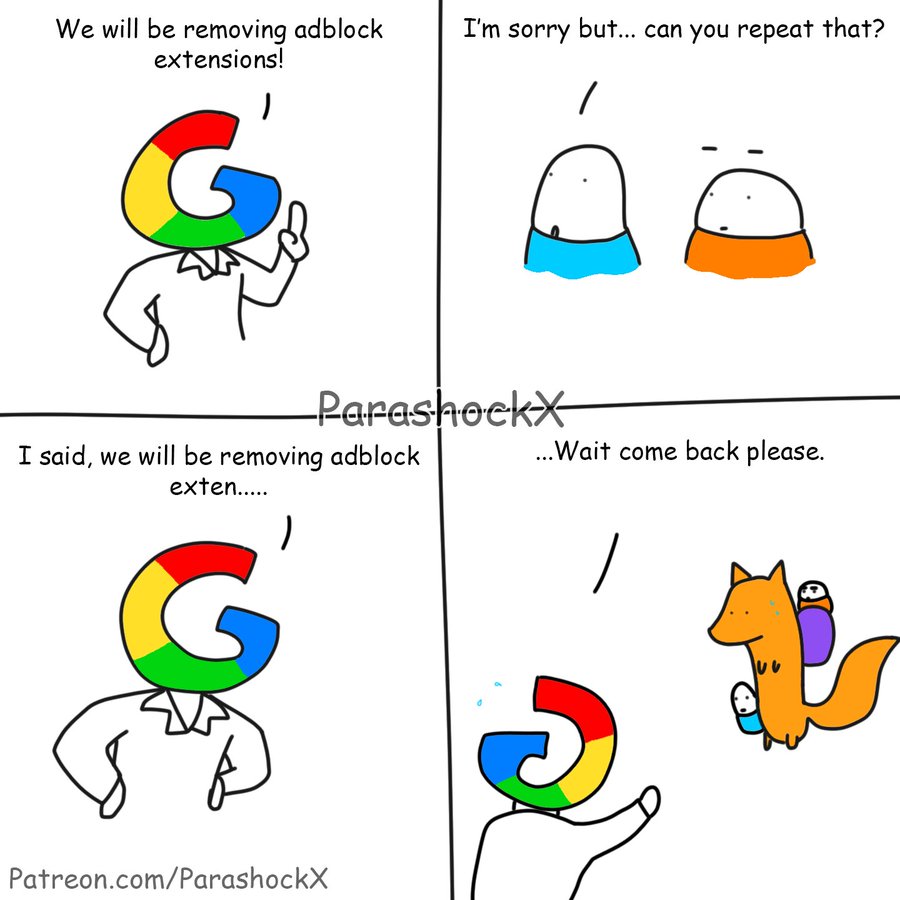 We will be removing adblock
extensions!
I'm sorry but... can you repeat that?
ParashockX
I said, we will be removing adblock
exten.....
...Wait come back please.
Patreon.com/ParashockX